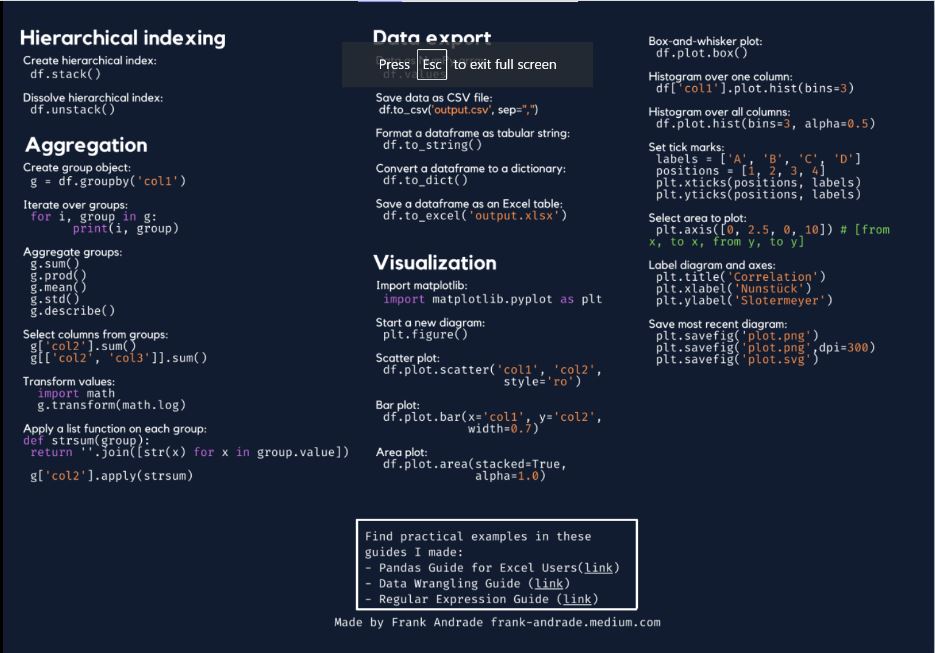 Hierarchical indexing
Create hierarchical index:
df.stack()
Dissolve hierarchical index:
df.unstack()
Aggregation
Create group object:
g = df.groupby('col1')
Iterate over groups:
for i, group in g:
print(i, group)
Aggregate groups:
g.sum()
g.prod()
g.mean()
g.std()
g.describe()
Select columns from groups:
g['col2'].sum()
g[['col2', 'col3']].sum()
Transform values:
import math
g.transform(math.log)
Apply a list function on each group:
def strsum(group):
return ''.join([str(x) for x in group.value])
g['col2'].apply(strsum)
Data export
Press Esc to exit full screen
df.values
Save data as CSV file:
df.to_csv('output.csv', sep=",")
Format a dataframe as tabular string:
df.to_string()
Convert a dataframe to a dictionary:
df.to_dict()
Save a dataframe as an Excel table:
df.to_excel('output.xlsx')
Visualization
Import matplotlib:
import matplotlib.pyplot as plt
Start a new diagram:
plt.figure()
Scatter plot:
df.plot.scatter('col1', 'col2',
style='ro')
Bar plot:
df.plot.bar(x='col1', y='col2',
width=0.7)
Area plot:
df.plot.area(stacked=True,
alpha=1.0)
Box-and-whisker plot:
df.plot.box()
Histogram over one column:
df['col1'].plot.hist(bins=3)
Histogram over all columns:
df.plot.hist(bins=3, alpha=0.5)
Set tick marks:
labels = ['A', 'B', 'C', 'D']
positions = [1, 2, 3, 4]
plt.xticks(positions, labels)
plt.yticks(positions, labels)
Select area to plot:
plt.axis([0, 2.5, 0, 10]) # [from
x, to x, from y, to y]
Label diagram and axes:
plt.title('Correlation')
plt.xlabel('Nunstück')
plt.ylabel('Slotermeyer')
Save most recent diagram:
plt.savefig('plot.png')
plt.savefig('plot.png',dpi=300)
plt.savefig('plot.svg')
Find practical examples in these
guides I made:
- Pandas Guide for Excel Users(link)
- Data Wrangling Guide (link)
- Regular Expression Guide (link)
Made by Frank Andrade frank-andrade.medium.com